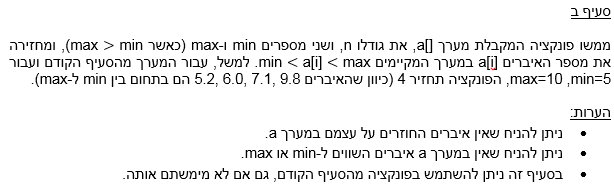 סעיף ב
ממשו פונקציה המקבלת מערך a[], את גודלו n, ושני מספרים min ו-max (כאשר max > min), ומחזירה
את מספר האיברים a[i] במערך המקיימים min < a[i] < max. למשל, עבור המערך מהסעיף הקודם ועבור
min=5, max=10, הפונקציה תחזיר 4 (כיוון שהאיברים 5.2, 6.0, 7.1, 9.8 הם בתחום בין min ל-max).
הערות:
• ניתן להניח שאין איברים החוזרים על עצמם במערך a.
• ניתן להניח שאין במערך a איברים השווים ל-min או max.
• בסעיף זה ניתן להשתמש בפונקציה מהסעיף הקודם, גם אם לא מימשתם אותה.